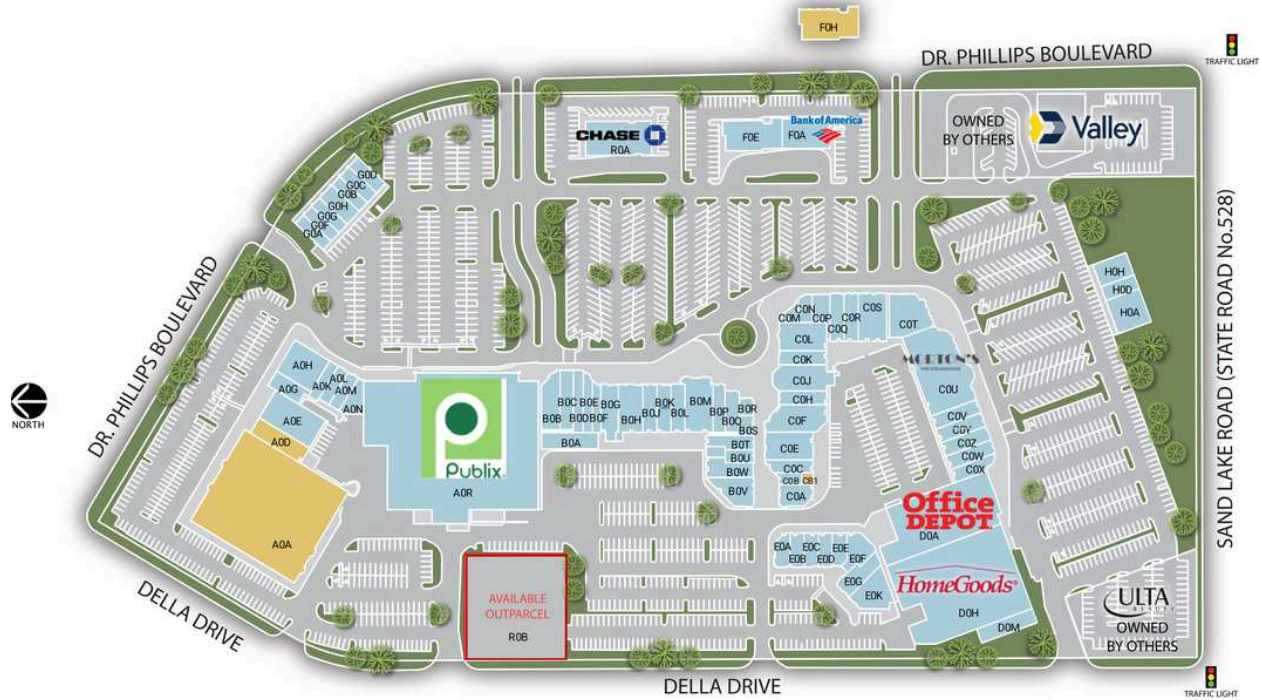 F0H
DR. PHILLIPS BOULEVARD
TRAFFIC LIGHT
CHASE
R0A
F0E
F0A
Bank of America
OWNED
BY OTHERS
Valley
G0D
G0C
G0B
G0H
G0G
G0F
G0A
DR. PHILLIPS BOULEVARD
SAND LAKE ROAD (STATE ROAD No.528)
H0H
H0D
H0A
C0N
C0M
C0P
C0Q
C0R
C0S
C0T
C0L
C0K
C0J
C0H
C0F
C0E
C0C
C0B
CB1
C0A
MORTON'S
THE STEAKHOUSE
C0U
C0V
C0Y
C0Z
C0W
C0X
NORTH
A0H
A0G
A0L
A0K
A0M
A0N
A0E
A0D
A0A
Publix
A0R
B0B
B0C
B0D
B0E
B0F
B0G
B0H
B0J
B0K
B0L
B0M
B0P
B0Q
B0R
B0S
B0A
B0T
B0U
B0W
B0V
Office
DEPOT
D0A
E0A
E0B
E0C
E0D
E0E
E0F
E0G
E0K
HomeGoods
D0H
D0M
AVAILABLE
OUTPARCEL
R0B
ULTA
BEAUTY
OWNED
BY OTHERS
DELLA DRIVE
DELLA DRIVE
TRAFFIC LIGHT